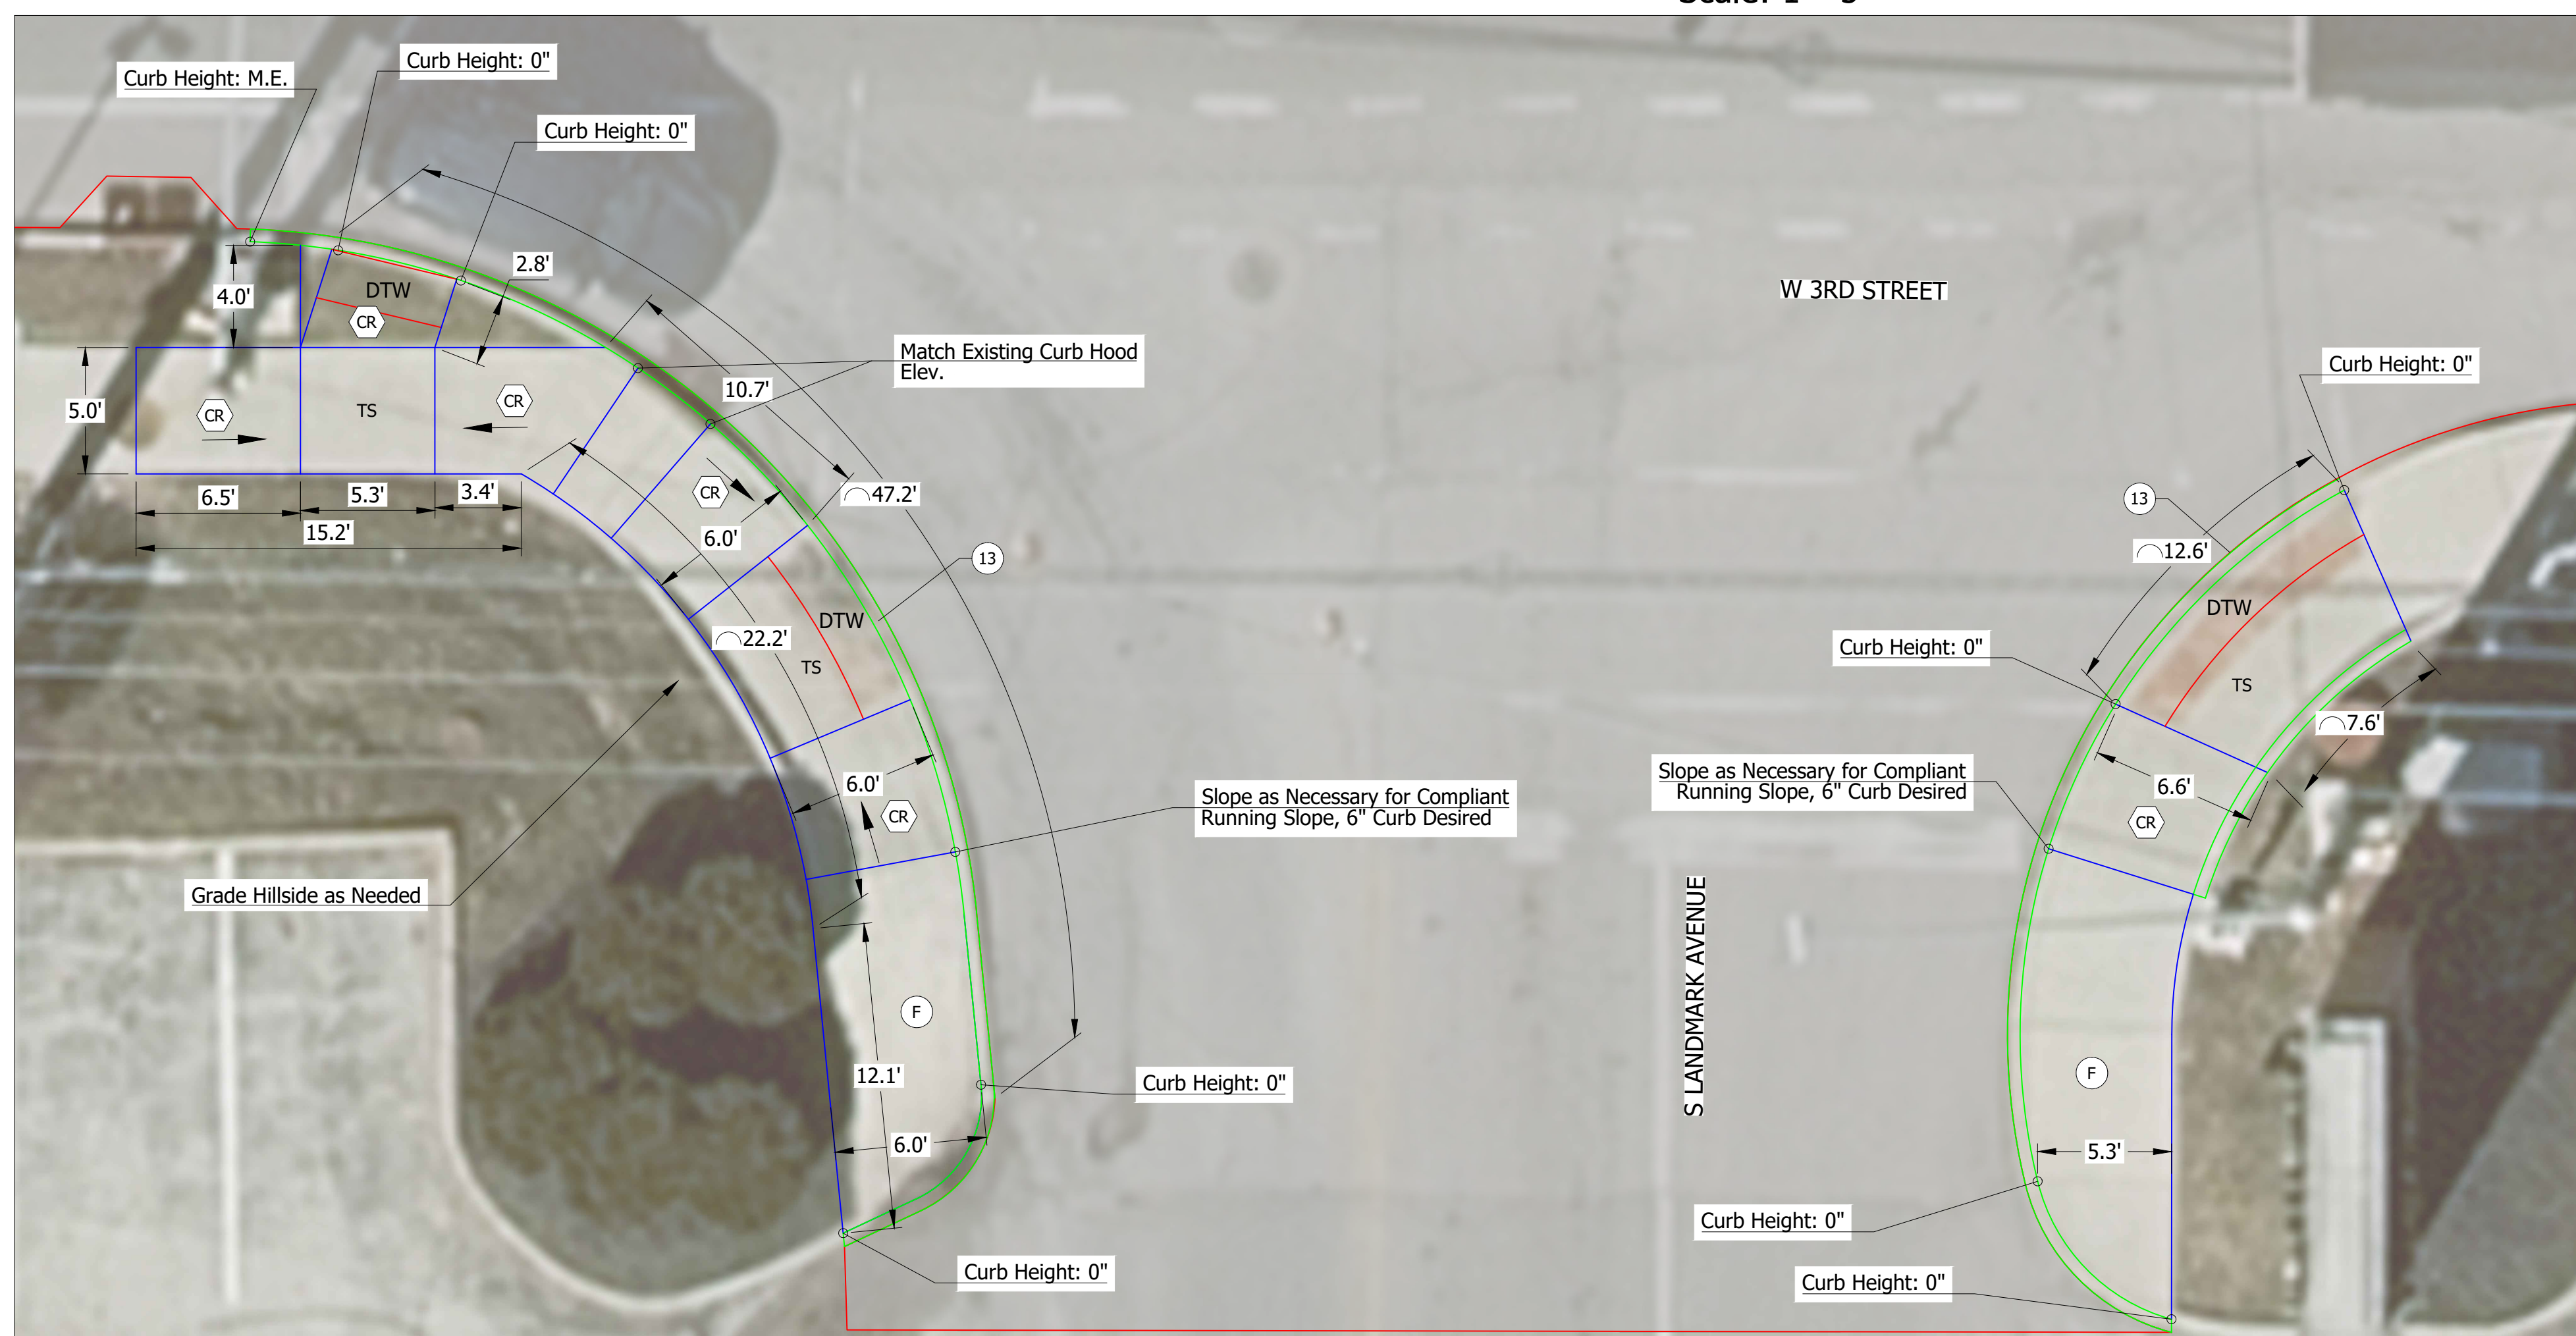 Curb Height: M.E.
Curb Height: 0"
Curb Height: 0"
2.8'
DTW
CR
4.0'
5.0'
CR
TS
CR
6.5'
5.3'
3.4'
15.2'
Match Existing Curb Hood
Elev.
10.7'
47.2'
CR
6.0'
13
DTW
22.2'
TS
6.0'
CR
Slope as Necessary for Compliant
Running Slope, 6" Curb Desired
Grade Hillside as Needed
F
12.1'
Curb Height: 0"
6.0'
Curb Height: 0"
W 3RD STREET
S LANDMARK AVENUE
Curb Height: 0"
13
12.6'
DTW
Curb Height: 0"
TS
7.6'
Slope as Necessary for Compliant
Running Slope, 6" Curb Desired
6.6'
CR
F
5.3'
Curb Height: 0"
Curb Height: 0"